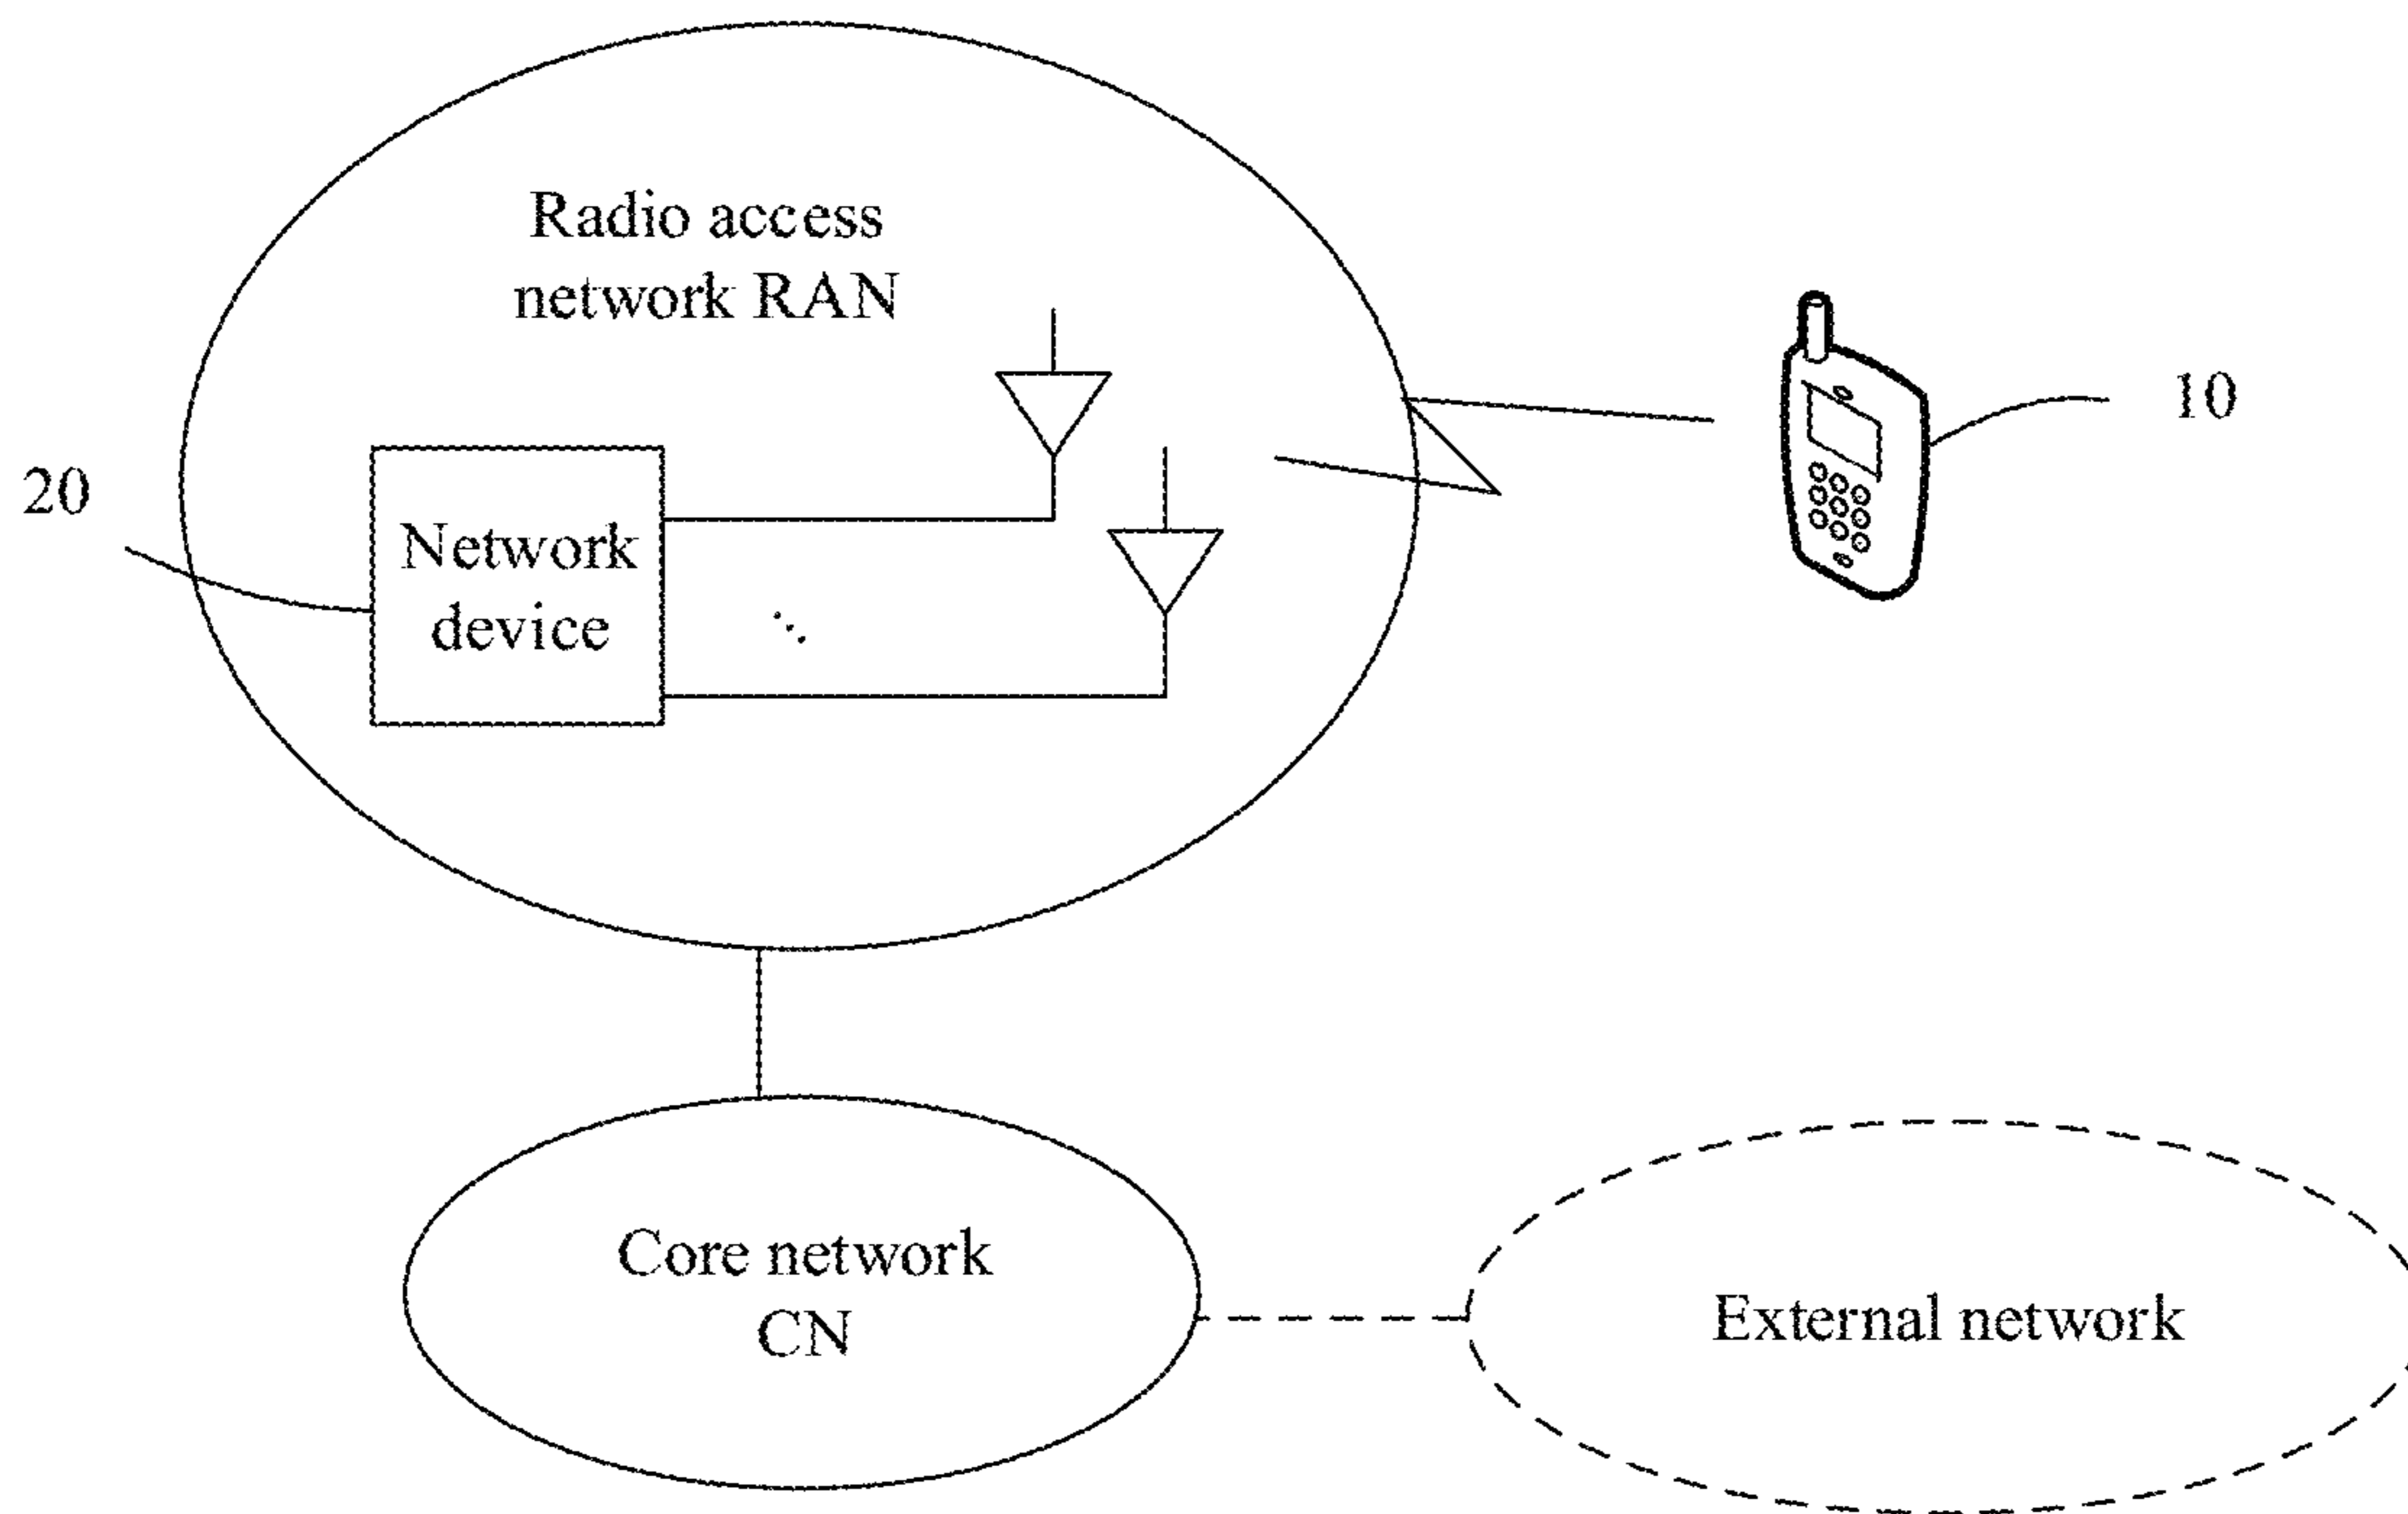 Radio access
network RAN
10
20
Network
device
Core network
CN
External network